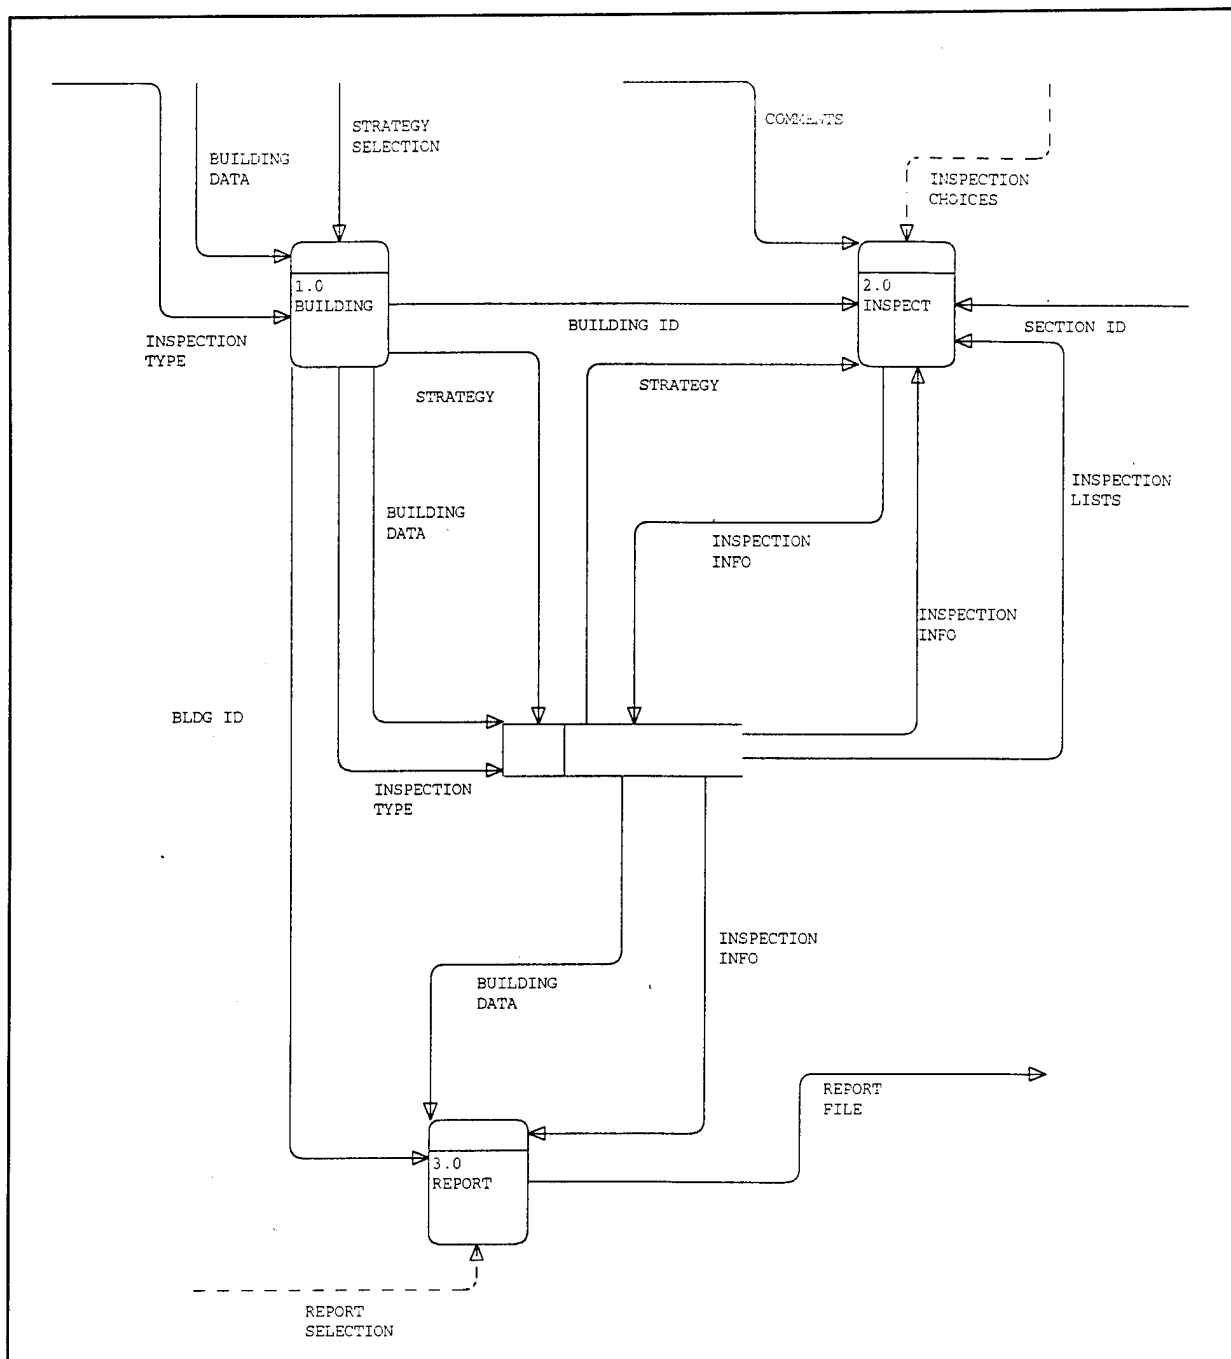 STRATEGY
SELECTION
COMMENTS
BUILDING
DATA
INSPECTION
CHOICES
1.0
BUILDING
2.0
INSPECT
BUILDING ID
SECTION ID
INSPECTION
TYPE
STRATEGY
STRATEGY
INSPECTION
LISTS
BUILDING
DATA
INSPECTION
INFO
INSPECTION
INFO
BLDG ID
INSPECTION
TYPE
INSPECTION
INFO
BUILDING
DATA
REPORT
FILE
3.0
REPORT
REPORT
SELECTION